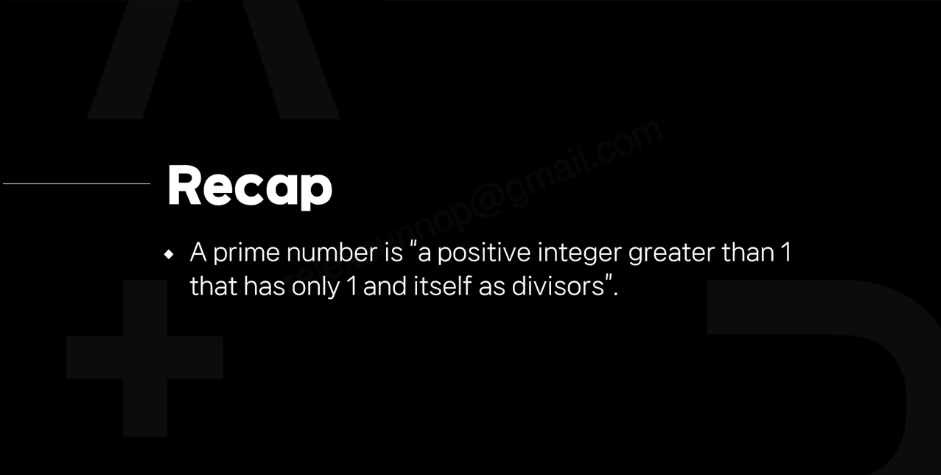 Recap
◆ A prime number is “a positive integer greater than 1
that has only 1 and itself as divisors”.